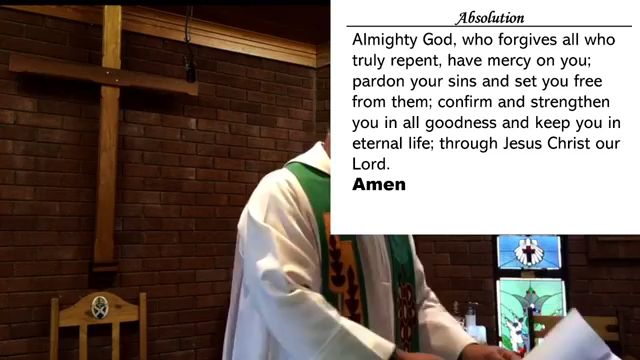 Absolution
Almighty God, who forgives all who
truly repent, have mercy on you;
pardon your sins and set you free
from them; confirm and strengthen
you in all goodness and keep you in
eternal life; through Jesus Christ our
Lord.
Amen